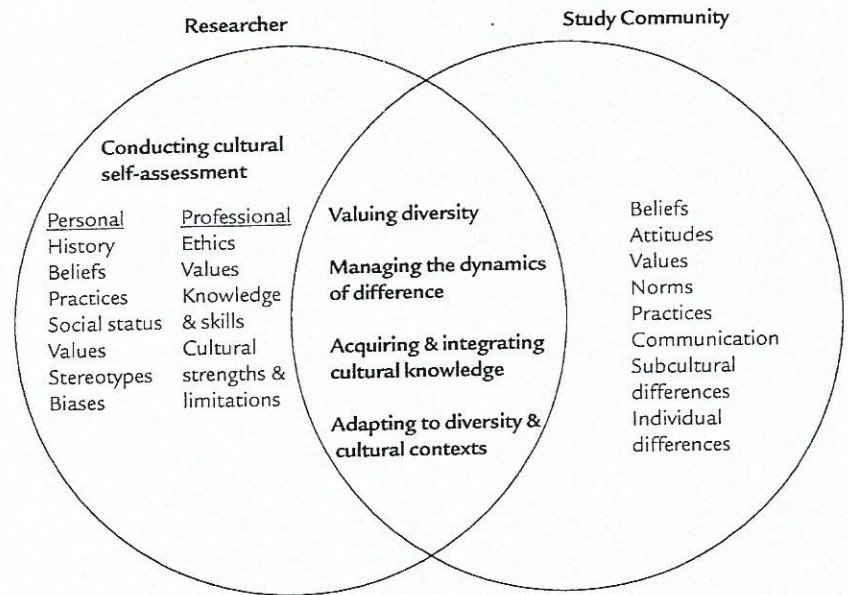 Researcher
Study Community
Conducting cultural
self-assessment
Personal
History
Beliefs
Practices
Social status
Values
Stereotypes
Biases
Professional
Ethics
Values
Knowledge
& skills
Cultural
strengths &
limitations
Valuing diversity
Managing the dynamics
of difference
Acquiring & integrating
cultural knowledge
Adapting to diversity &
cultural contexts
Beliefs
Attitudes
Values
Norms
Practices
Communication
Subcultural
differences
Individual
differences